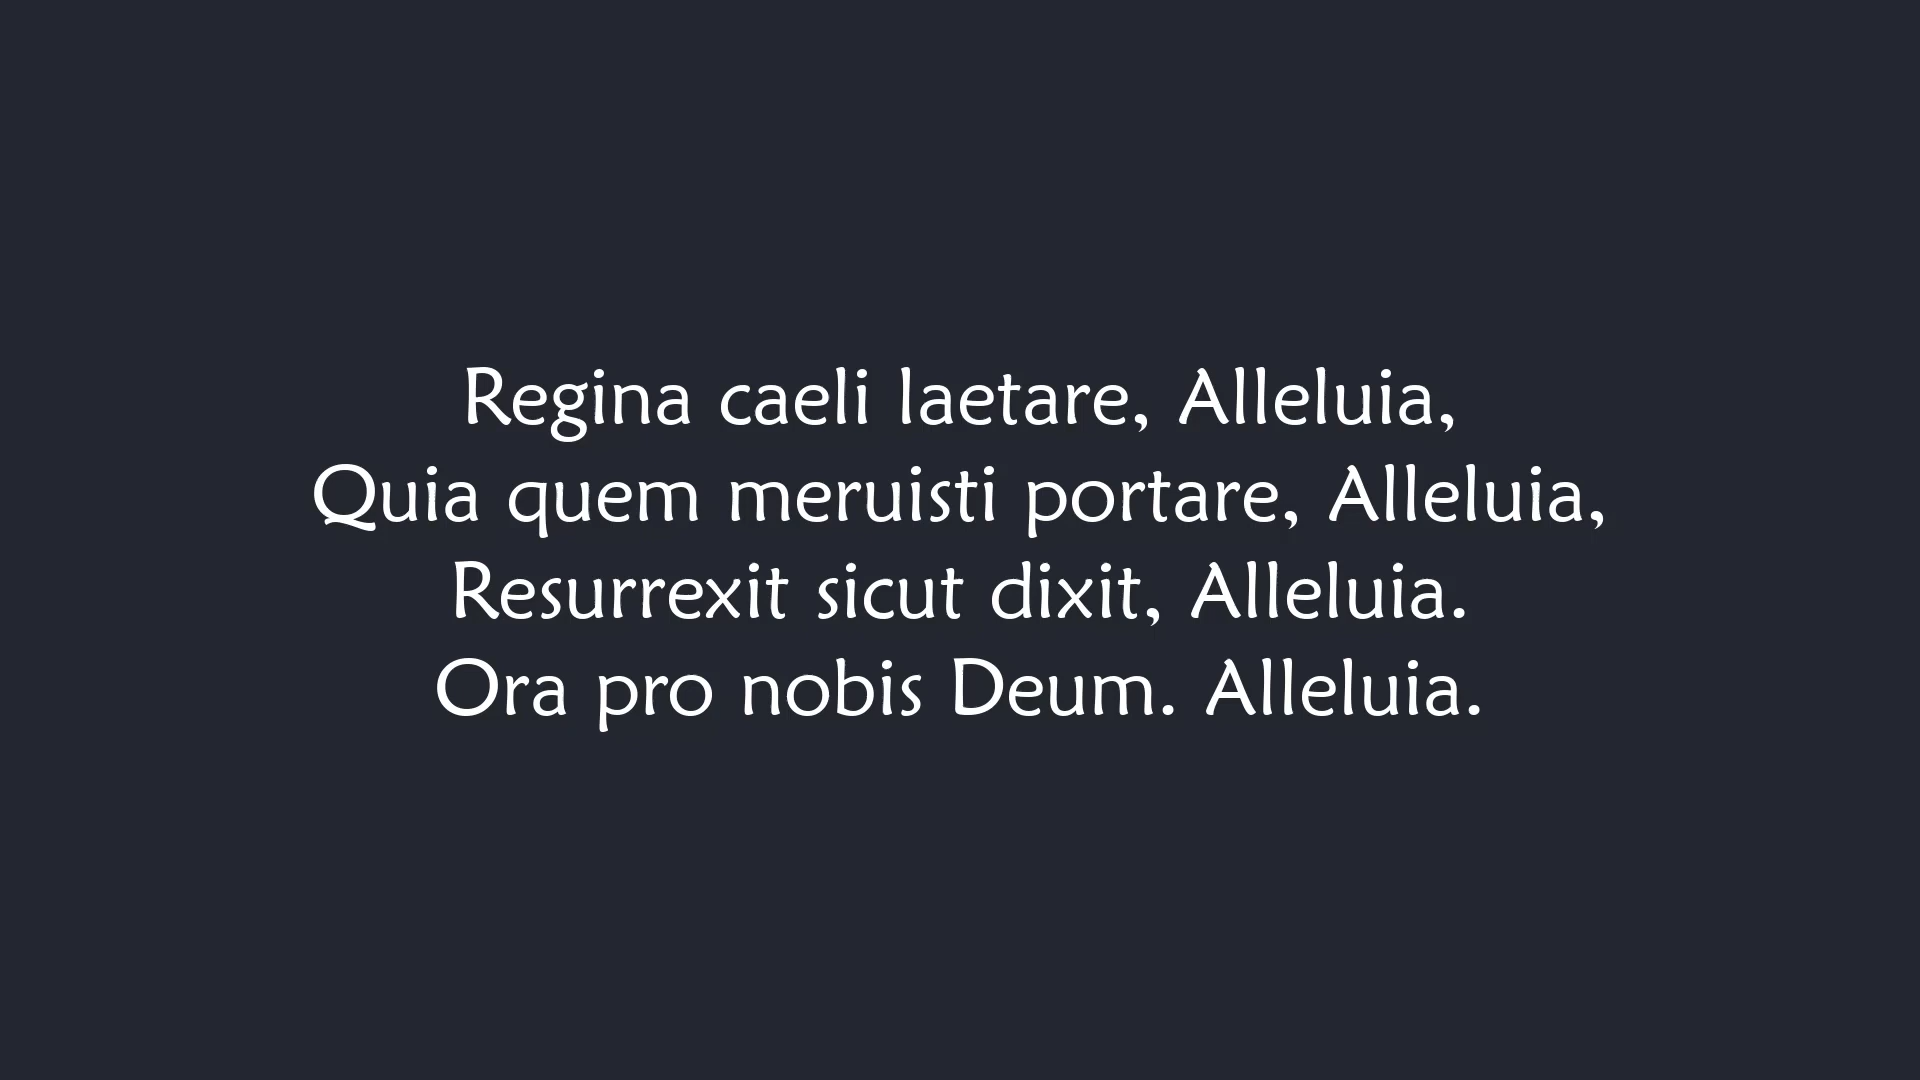 Regina caeli laetare, Alleluia,
Quia quem meruisti portare, Alleluia,
Resurrexit sicut dixit, Alleluia.
Ora pro nobis Deum. Alleluia.